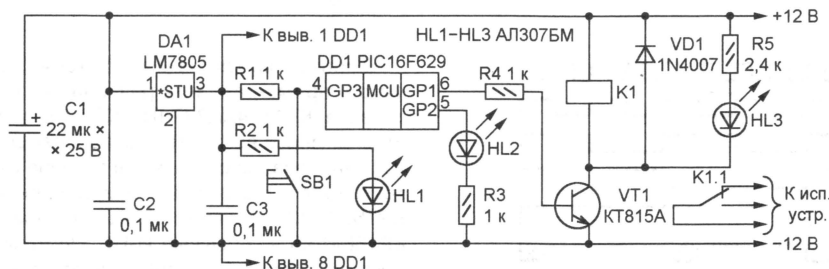 К выв. 1 DD1
HL1–HL3 АЛ307БМ
+12 В
DA1
LM7805
DD1 PIC16F629
1
*STU
3
2
R1 1 к
4
GP3
MCU
GP1
GP2
6
5
R4 1 к
K1
VD1
1N4007
R5
2,4 к
HL3
C1
22 мк ×
× 25 В
R2 1 к
SB1
HL1
HL2
R3
1 к
C2
0,1 мк
C3
0,1 мк
VT1
КТ815А
K1.1
К исп.
устр.
–12 В
К выв. 8 DD1